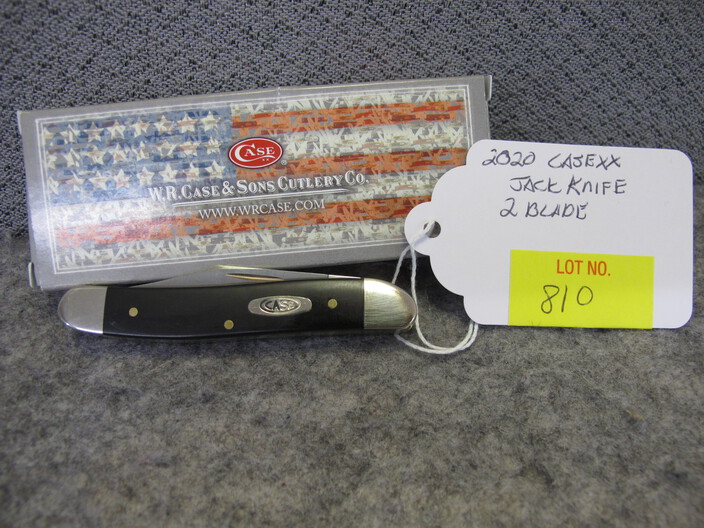 CASE
W.R. CASE & SONS CUTLERY CO.
WWW.WRCASE.COM
2020 CASEXX
JACK KNIFE
2 BLADE
LOT NO.
810
CASE